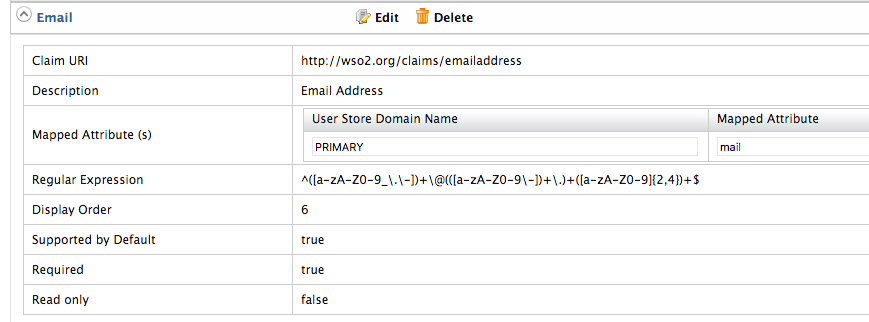 Email Edit Delete
Claim URI http://wso2.org/claims/emailaddress
Description Email Address
Mapped Attribute (s)
User Store Domain Name Mapped Attribute
PRIMARY mail
Regular Expression ^([a-zA-Z0-9_\.\-])+\@(([a-zA-Z0-9\-])+\.)+([a-zA-Z0-9]{2,4})+$
Display Order 6
Supported by Default true
Required true
Read only false